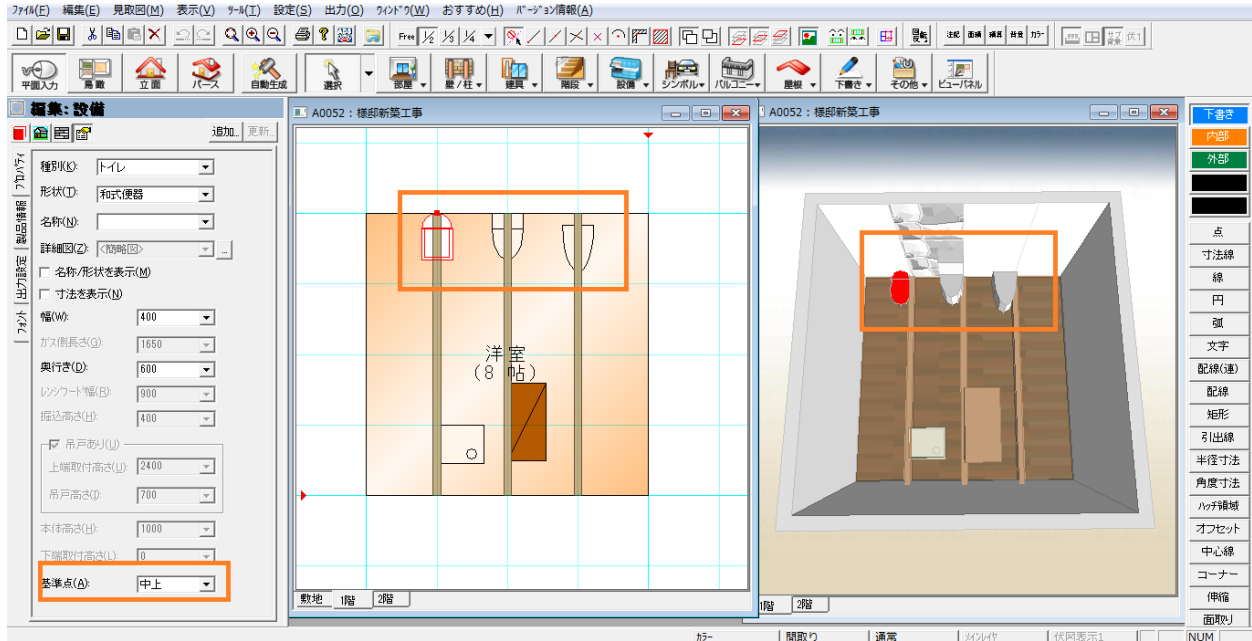 ファイル(F) 編集(E) 見取図(M) 表示(V) ツール(T) 設定(S) 出力(O) ウィンドウ(W) おすすめ(H) バージョン情報(A)
Free 1/2 1/3 1/4
平面入力 鳥瞰 立面 パース 自動生成 選択 部屋 壁/柱 建具 階段 設備 シンボル バルコニー 屋根 下書き その他 ビューパネル
編集: 設備
追加... 更新...
プロパティ
製品情報
出力設定
フォント
種別(K): トイレ
形状(T): 和式便器
名称(N):
詳細図(Z): <簡略図> ...
名称/形状を表示(M)
寸法を表示(N)
幅(W): 400
ガス側長さ(G): 1650
奥行き(D): 600
レンジフード幅(R): 900
掘込高さ(H): 400
吊戸あり(U)
上端取付高さ(U): 2400
吊戸高さ(I): 700
本体高さ(H): 1000
下端取付高さ(L): 0
基準点(A): 中上
A0052：様邸新築工事
洋室
(8 帖)
敷地 1階 2階
A0052：様邸新築工事
1階 2階
下書き
内部
外部
点
寸法線
線
円
弧
文字
配線(連)
配線
矩形
引出線
半径寸法
角度寸法
ハッチ領域
オフセット
中心線
コーナー
伸縮
面取り
カラー 間取り 通常 メインレイヤ 伏図表示1 NUM